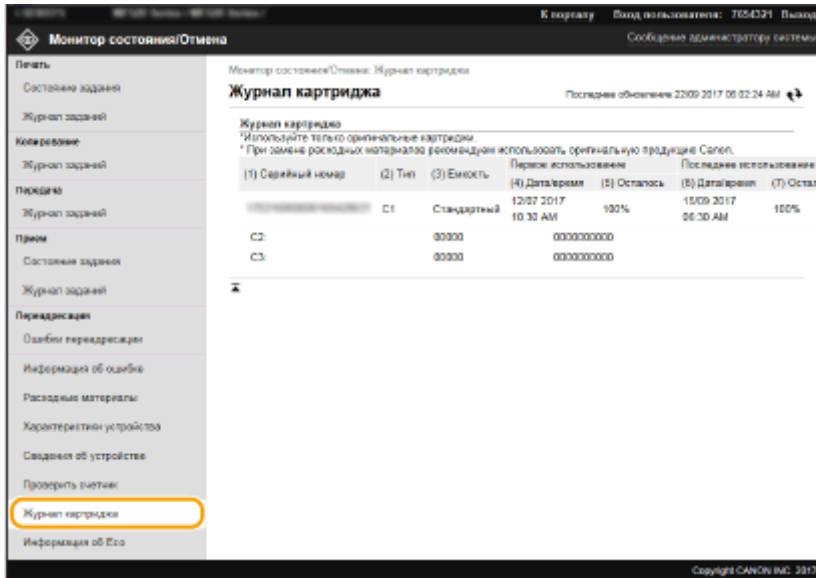 К порталу Вход пользователя: 7654321 Выход
Монитор состояния/Отмена
Сообщение администратору системы
Печать
Состояние задания
Журнал заданий
Копирование
Журнал заданий
Передача
Журнал заданий
Прием
Состояние задания
Журнал заданий
Переадресация
Ошибки переадресации
Информация об ошибке
Расходные материалы
Характеристики устройства
Сведения об устройстве
Проверить счетчик
Журнал картриджа
Информация об Eco
Монитор состояния/Отмена: Журнал картриджа
Журнал картриджа
Последнее обновление 22/09 2017 06:02:24 AM
Журнал картриджа
*Используйте только оригинальные картриджи.
* При замене расходных материалов рекомендуем использовать оригинальную продукцию Canon.
(1) Серийный номер (2) Тип (3) Емкость Первое использование Последнее использование
(4) Дата/время (5) Осталось (6) Дата/время (7) Остал
C1 Стандартный 12/07 2017 10:30 AM 100% 15/09 2017 06:30 AM 100%
C2: 00000 0000000000
C3: 00000 0000000000
Copyright CANON INC. 2017